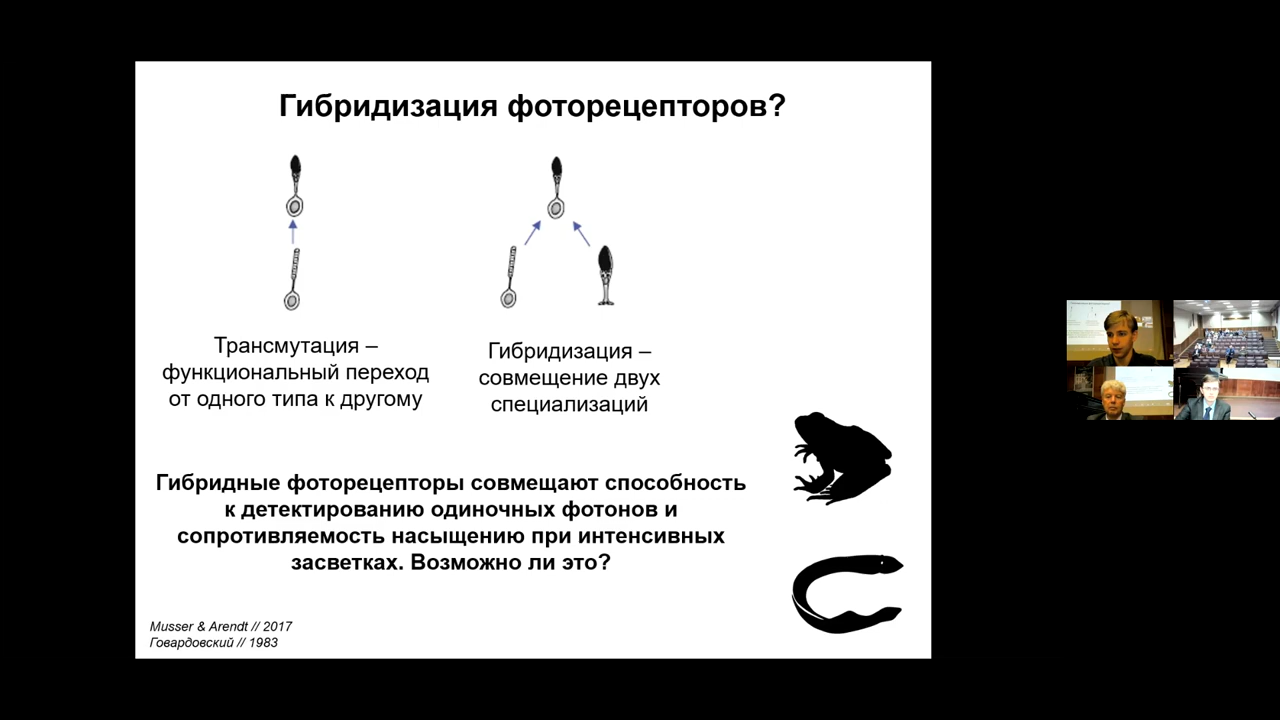 Гибридизация фоторецепторов?
Трансмутация –
функциональный переход
от одного типа к другому
Гибридизация –
совмещение двух
специализаций
Гибридные фоторецепторы совмещают способность
к детектированию одиночных фотонов и
сопротивляемость насыщению при интенсивных
засветках. Возможно ли это?
Musser & Arendt // 2017
Говардовский // 1983